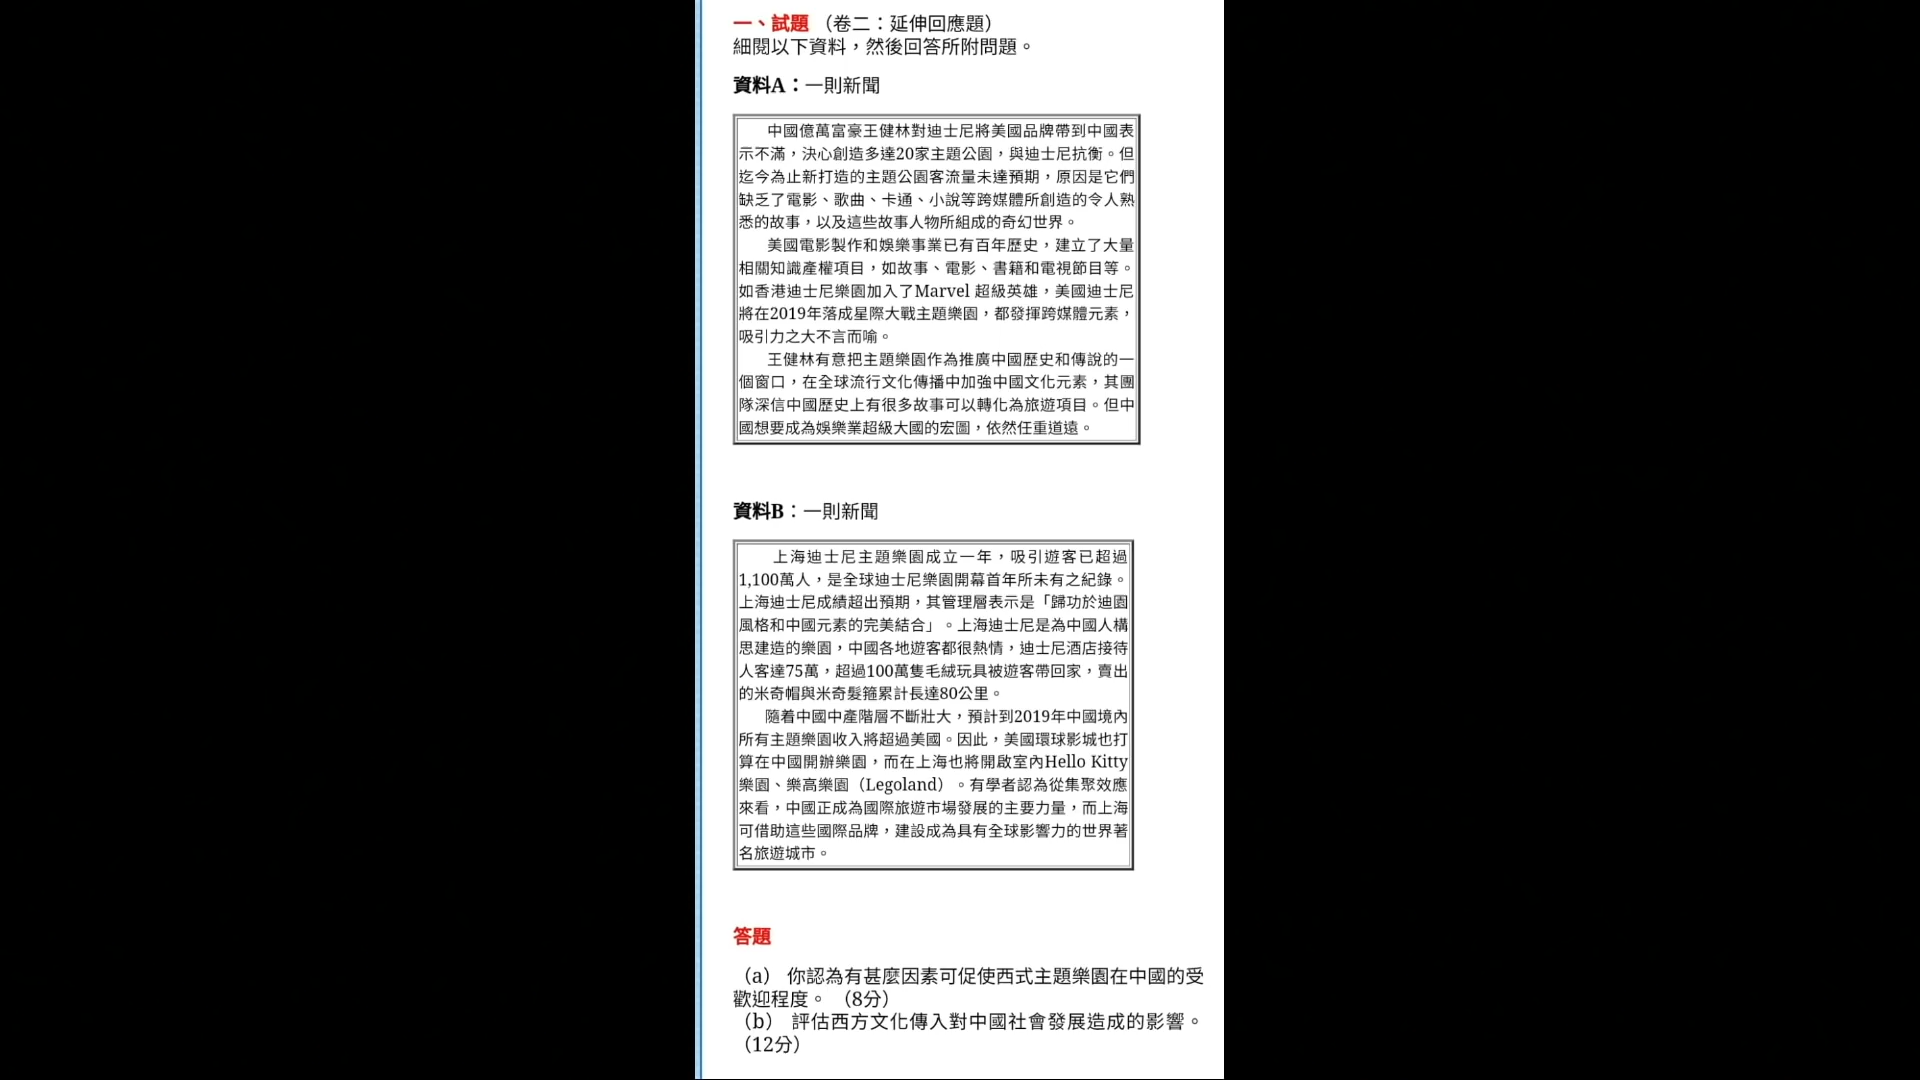 一、試題 （卷二：延伸回應題）
細閱以下資料，然後回答所附問題。
資料A：一則新聞
中國億萬富豪王健林對迪士尼將美國品牌帶到中國表
示不滿，決心創造多達20家主題公園，與迪士尼抗衡。但
迄今為止新打造的主題公園客流量未達預期，原因是它們
缺乏了電影、歌曲、卡通、小說等跨媒體所創造的令人熟
悉的故事，以及這些故事人物所組成的奇幻世界。
美國電影製作和娛樂事業已有百年歷史，建立了大量
相關知識產權項目，如故事、電影、書籍和電視節目等。
如香港迪士尼樂園加入了Marvel 超級英雄，美國迪士尼
將在2019年落成星際大戰主題樂園，都發揮跨媒體元素，
吸引力之大不言而喻。
王健林有意把主題樂園作為推廣中國歷史和傳說的一
個窗口，在全球流行文化傳播中加強中國文化元素，其團
隊深信中國歷史上有很多故事可以轉化為旅遊項目。但中
國想要成為娛樂業超級大國的宏圖，依然任重道遠。
資料B：一則新聞
上海迪士尼主題樂園成立一年，吸引遊客已超過
1,100萬人，是全球迪士尼樂園開幕首年所未有之紀錄。
上海迪士尼成績超出預期，其管理層表示是「歸功於迪園
風格和中國元素的完美結合」。上海迪士尼是為中國人構
思建造的樂園，中國各地遊客都很熱情，迪士尼酒店接待
人客達75萬，超過100萬隻毛絨玩具被遊客帶回家，賣出
的米奇帽與米奇髮箍累計長達80公里。
隨着中國中產階層不斷壯大，預計到2019年中國境內
所有主題樂園收入將超過美國。因此，美國環球影城也打
算在中國開辦樂園，而在上海也將開啟室內Hello Kitty
樂園、樂高樂園（Legoland）。有學者認為從集聚效應
來看，中國正成為國際旅遊市場發展的主要力量，而上海
可借助這些國際品牌，建設成為具有全球影響力的世界著
名旅遊城市。
答題
（a） 你認為有甚麼因素可促使西式主題樂園在中國的受
歡迎程度。 （8分）
（b） 評估西方文化傳入對中國社會發展造成的影響。
（12分）